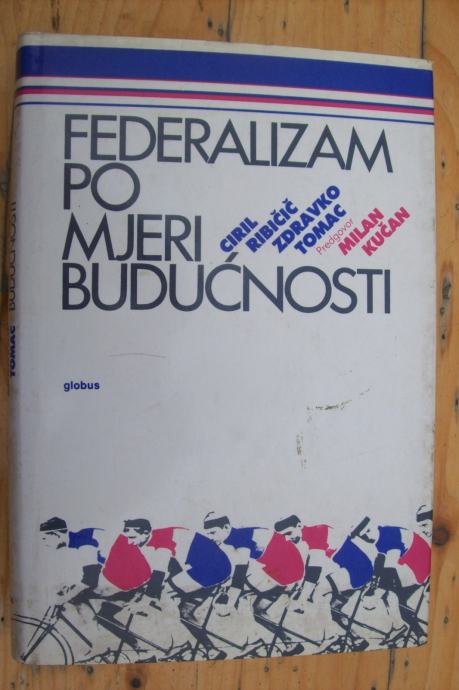 FEDERALIZAM
PO
MJERI
BUDUĆNOSTI
CIRIL
RIBIČIČ
ZDRAVKO
TOMAC
Predgovor
MILAN
KUČAN
globus
TOMAC BUDUĆNOSTI